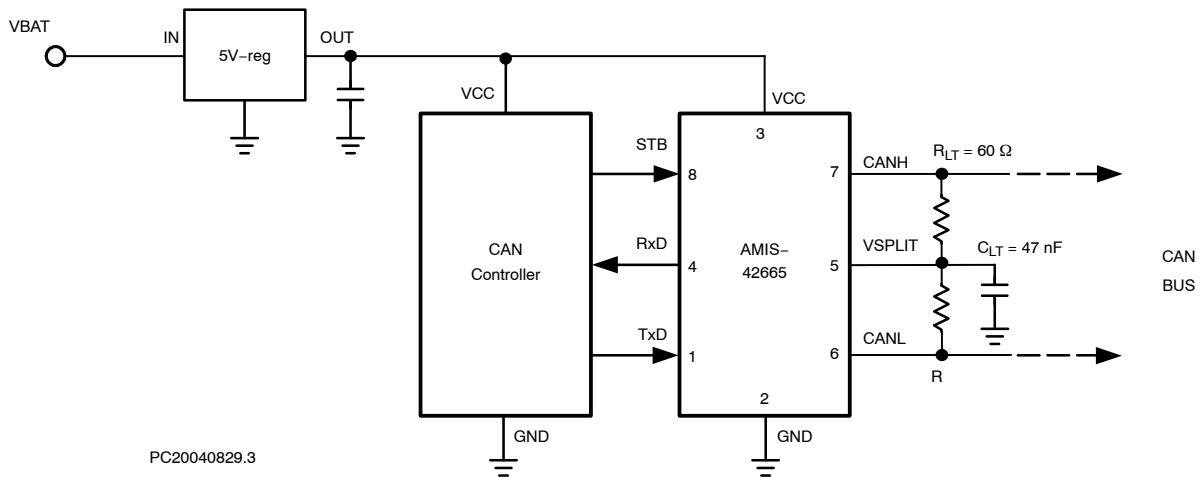 VBAT
IN
5V−reg
OUT
VCC
VCC
STB
3
8
7
CANH
R_LT = 60 Ω
CAN
Controller
RxD
4
AMIS−
42665
5
VSPLIT
C_LT = 47 nF
CAN
BUS
TxD
1
6
CANL
R
2
GND
GND
PC20040829.3